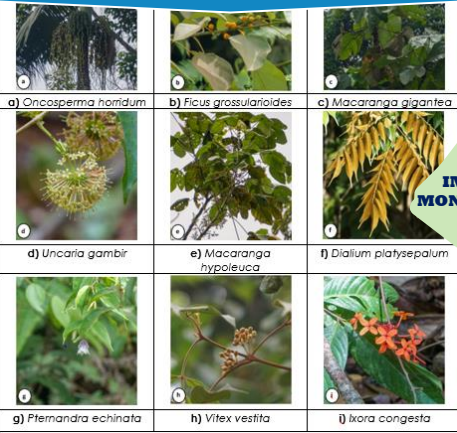 a
b
c
a) Oncosperma horridum
b) Ficus grossularioides
c) Macaranga gigantea
d
e
f
IN
MON
d) Uncaria gambir
e) Macaranga
hypoleuca
f) Dialium platysepalum
g
h
i
g) Pternandra echinata
h) Vitex vestita
i) Ixora congesta